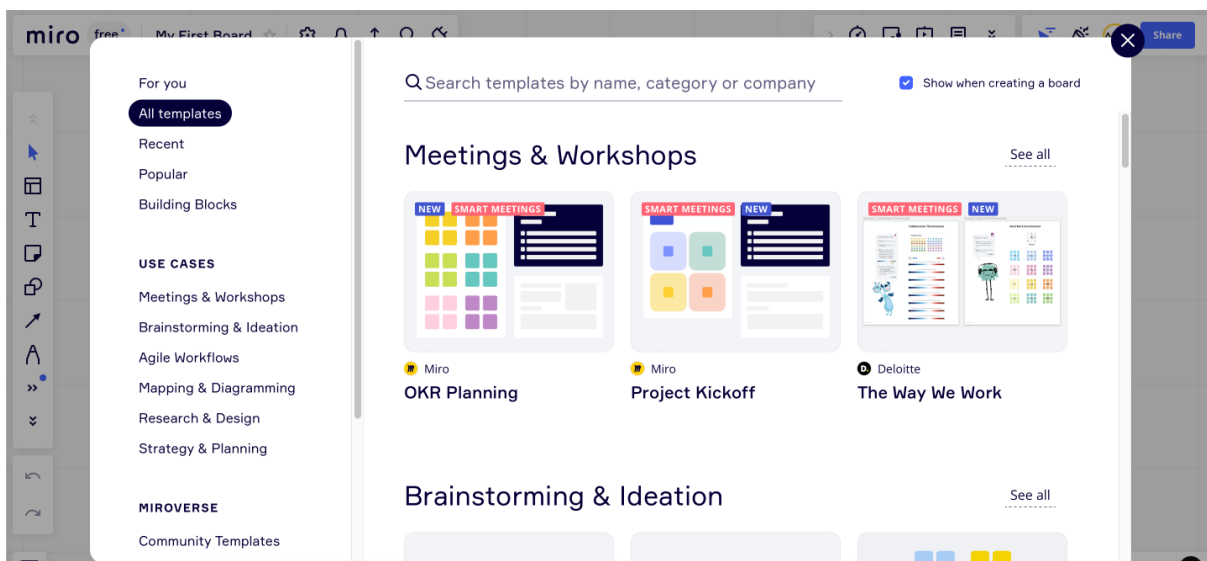 miro free My First Board
Share
For you
All templates
Recent
Popular
Building Blocks
USE CASES
Meetings & Workshops
Brainstorming & Ideation
Agile Workflows
Mapping & Diagramming
Research & Design
Strategy & Planning
MIROVERSE
Community Templates
Search templates by name, category or company
Show when creating a board
Meetings & Workshops
See all
NEW SMART MEETINGS
Miro
OKR Planning
SMART MEETINGS NEW
Miro
Project Kickoff
SMART MEETINGS NEW
D. Deloitte
The Way We Work
Brainstorming & Ideation
See all